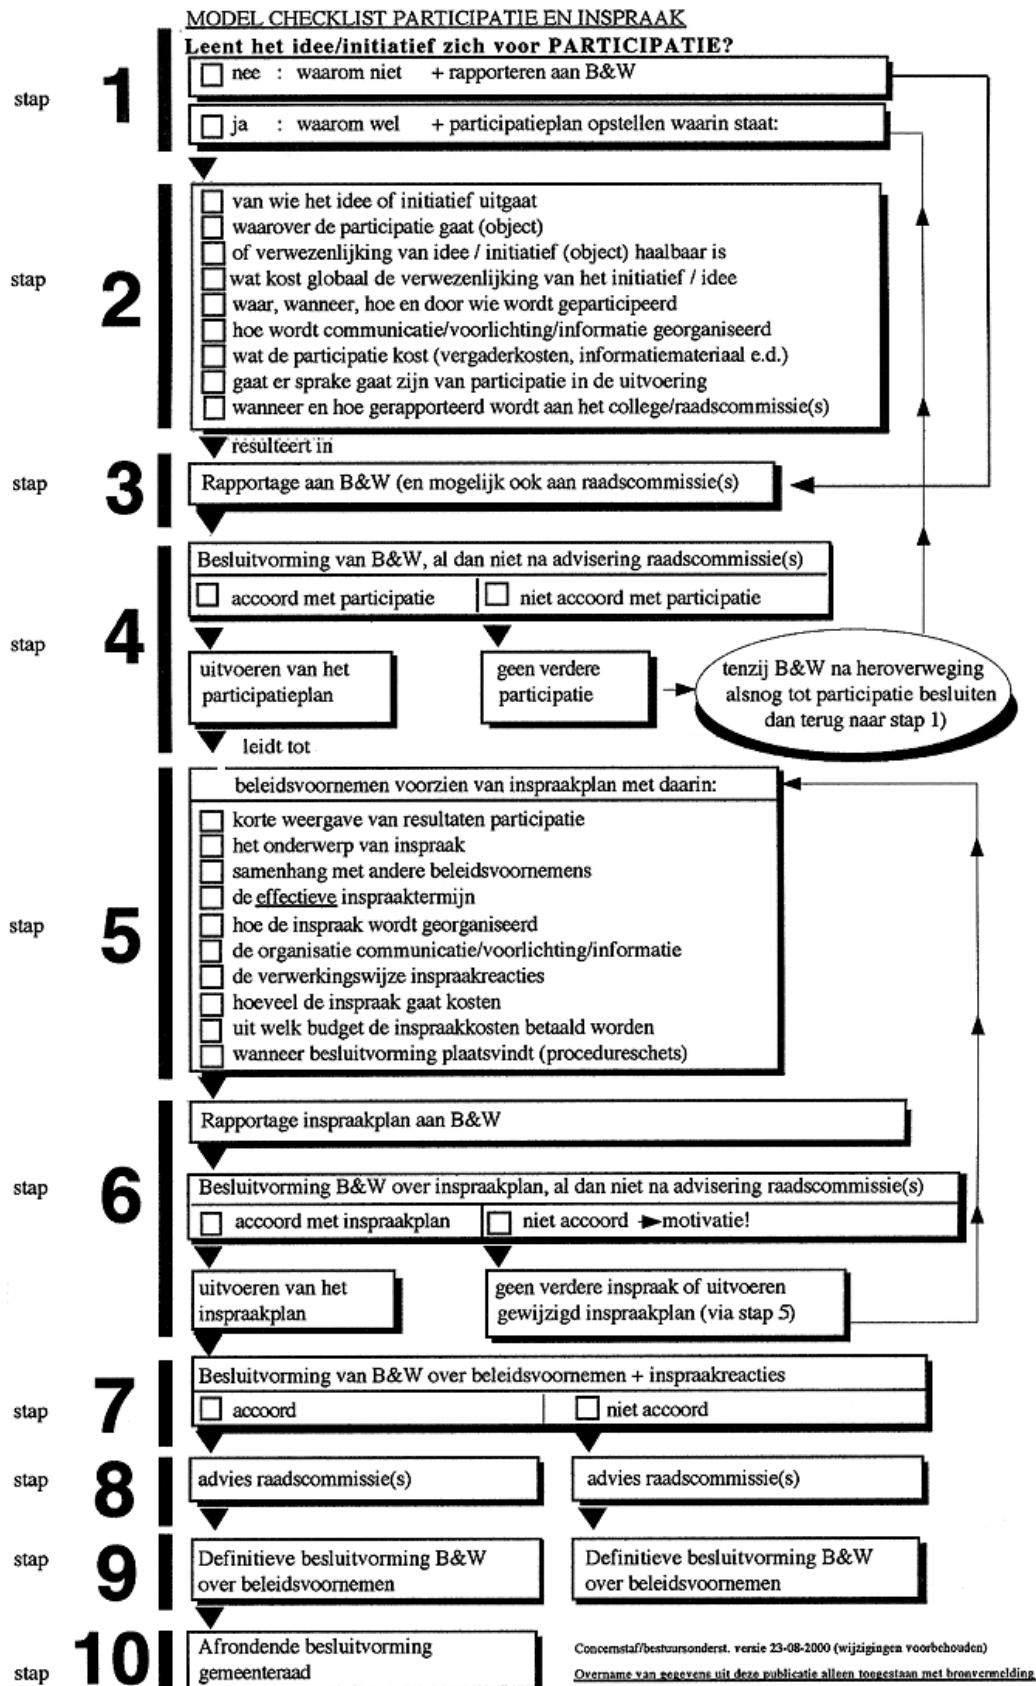 MODEL CHECKLIST PARTICIPATIE EN INSPRAAK
Leent het idee/initiatief zich voor PARTICIPATIE?
stap 1
nee : waarom niet + rapporteren aan B&W
ja : waarom wel + participatieplan opstellen waarin staat:
stap 2
van wie het idee of initiatief uitgaat
waarover de participatie gaat (object)
of verwezenlijking van idee / initiatief (object) haalbaar is
wat kost globaal de verwezenlijking van het initiatief / idee
waar, wanneer, hoe en door wie wordt geparticipeerd
hoe wordt communicatie/voorlichting/informatie georganiseerd
wat de participatie kost (vergaderkosten, informatiemateriaal e.d.)
gaat er sprake gaat zijn van participatie in de uitvoering
wanneer en hoe gerapporteerd wordt aan het college/raadscommissie(s)
resulteert in
stap 3
Rapportage aan B&W (en mogelijk ook aan raadscommissie(s)
stap 4
Besluitvorming van B&W, al dan niet na advisering raadscommissie(s)
accoord met participatie
niet accoord met participatie
uitvoeren van het
participatieplan
geen verdere
participatie
tenzij B&W na heroverweging
alsnog tot participatie besluiten
dan terug naar stap 1)
leidt tot
stap 5
beleidsvoornemen voorzien van inspraakplan met daarin:
korte weergave van resultaten participatie
het onderwerp van inspraak
samenhang met andere beleidsvoornemens
de effectieve inspraaktermijn
hoe de inspraak wordt georganiseerd
de organisatie communicatie/voorlichting/informatie
de verwerkingswijze inspraakreacties
hoeveel de inspraak gaat kosten
uit welk budget de inspraakkosten betaald worden
wanneer besluitvorming plaatsvindt (procedureschets)
stap 6
Rapportage inspraakplan aan B&W
Besluitvorming B&W over inspraakplan, al dan niet na advisering raadscommissie(s)
accoord met inspraakplan
niet accoord motivatie!
uitvoeren van het
inspraakplan
geen verdere inspraak of uitvoeren
gewijzigd inspraakplan (via stap 5)
stap 7
Besluitvorming van B&W over beleidsvoornemen + inspraakreacties
accoord
niet accoord
stap 8
advies raadscommissie(s)
advies raadscommissie(s)
stap 9
Definitieve besluitvorming B&W
over beleidsvoornemen
Definitieve besluitvorming B&W
over beleidsvoornemen
stap 10
Afrondende besluitvorming
gemeenteraad
Concernstaf/bestuursonderst. versie 23-08-2000 (wijzigingen voorbehouden)
Overname van gegevens uit deze publicatie alleen toegestaan met bronvermelding